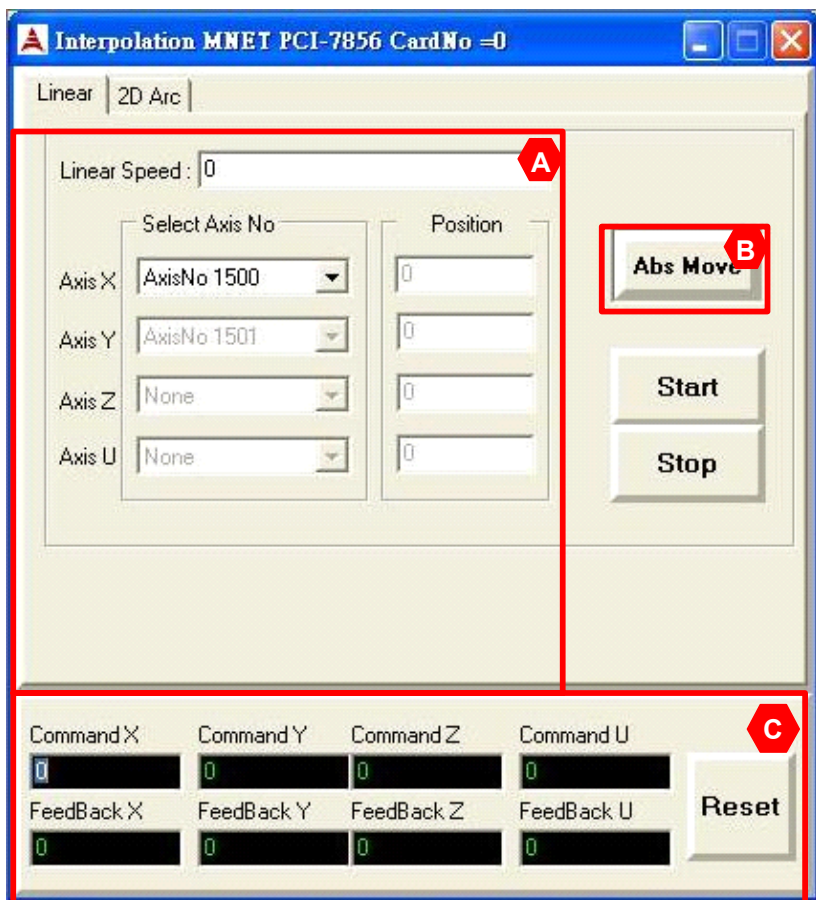 Interpolation MNET PCI-7856 CardNo =0
Linear 2D Arc
Linear Speed : 0
A
Select Axis No Position
Axis X AxisNo 1500 0
Axis Y AxisNo 1501 0
Axis Z None 0
Axis U None 0
Abs Move
B
Start
Stop
C
Command X Command Y Command Z Command U
0 0 0 0
FeedBack X FeedBack Y FeedBack Z FeedBack U
0 0 0 0
Reset